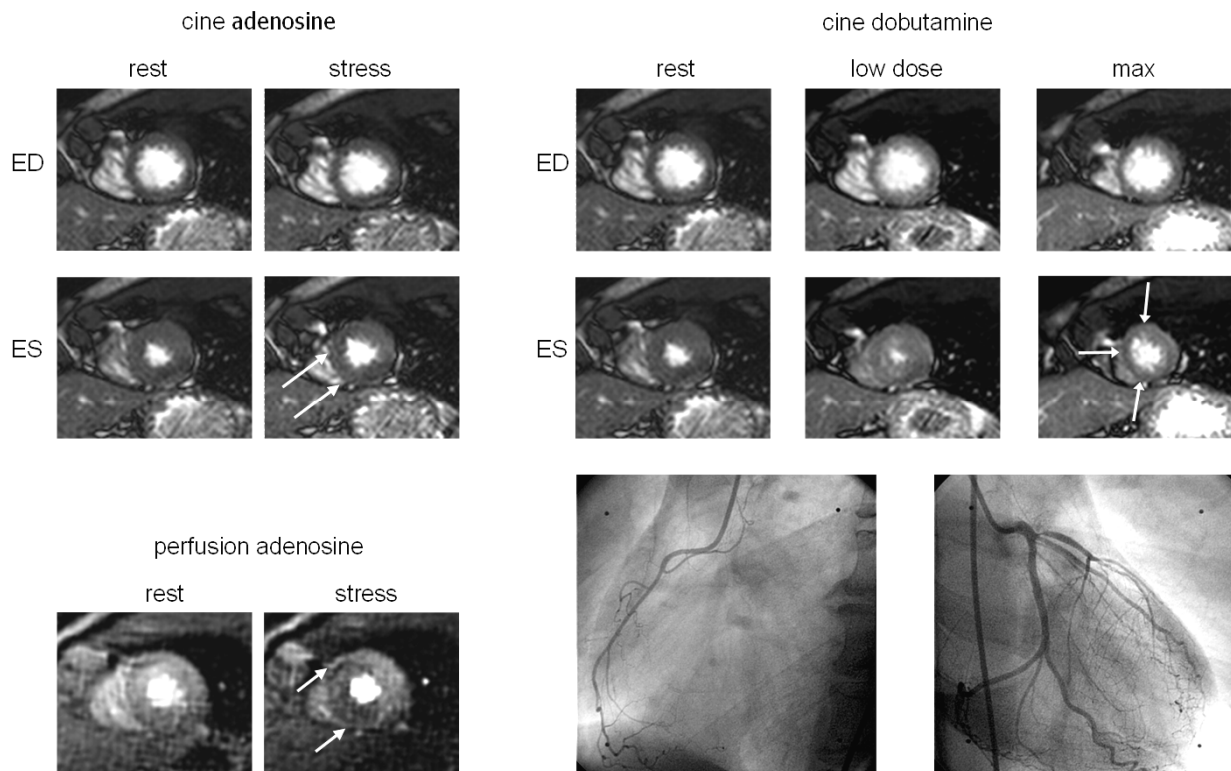 cine adenosine
cine dobutamine
rest stress
rest low dose max
ED
ED
ES
ES
perfusion adenosine
rest stress